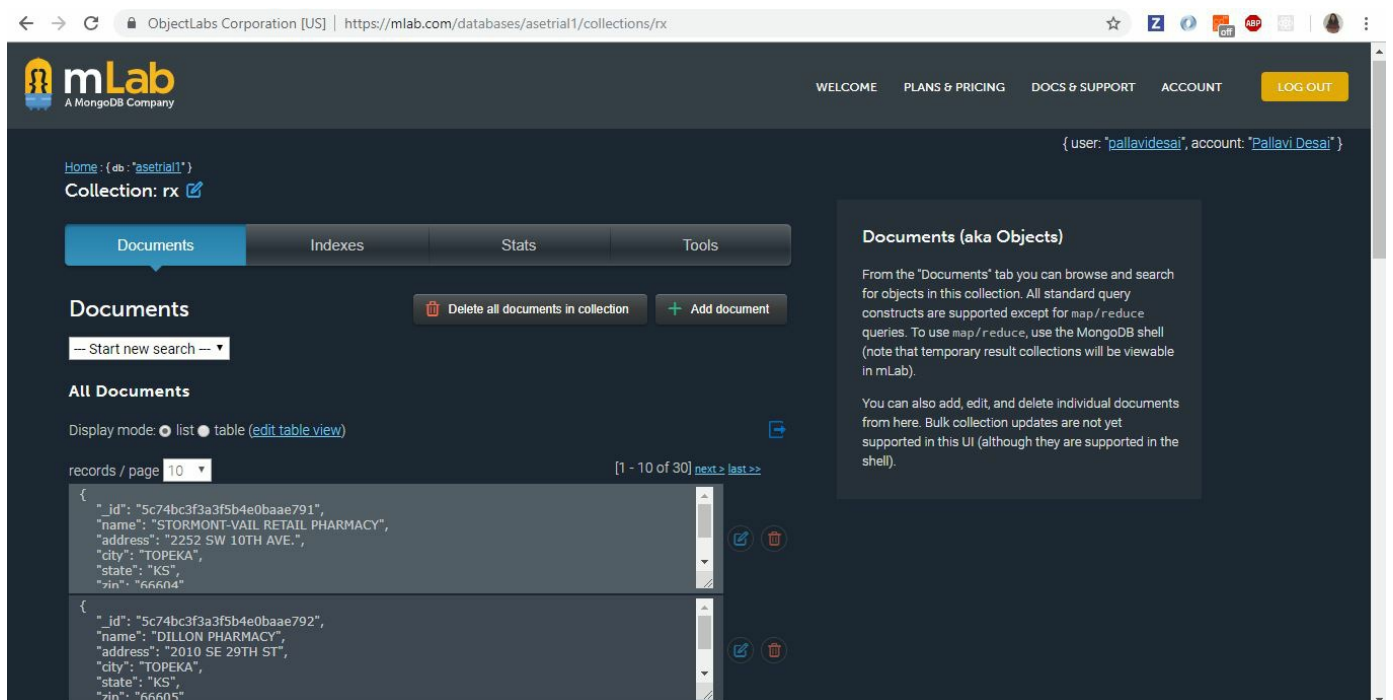 ObjectLabs Corporation [US] | https://mlab.com/databases/asetrial1/collections/rx
Z
off
ABP
mLab
A MongoDB Company
WELCOME PLANS & PRICING DOCS & SUPPORT ACCOUNT LOG OUT
{ user: "pallavidesai", account: "Pallavi Desai" }
Home : { db : "asetrial1" }
Collection: rx
Documents Indexes Stats Tools
Documents
Delete all documents in collection
Add document
-- Start new search --
All Documents
Display mode: list table (edit table view)
records / page 10 [1 - 10 of 30] next > last >>
{
"_id": "5c74bc3f3a3f5b4e0baae791",
"name": "STORMONT-VAIL RETAIL PHARMACY",
"address": "2252 SW 10TH AVE.",
"city": "TOPEKA",
"state": "KS",
"zip": "66604"
{
"_id": "5c74bc3f3a3f5b4e0baae792",
"name": "DILLON PHARMACY",
"address": "2010 SE 29TH ST",
"city": "TOPEKA",
"state": "KS",
"zip": "66605"
Documents (aka Objects)
From the "Documents" tab you can browse and search
for objects in this collection. All standard query
constructs are supported except for map/reduce
queries. To use map/reduce, use the MongoDB shell
(note that temporary result collections will be viewable
in mLab).
You can also add, edit, and delete individual documents
from here. Bulk collection updates are not yet
supported in this UI (although they are supported in the
shell).